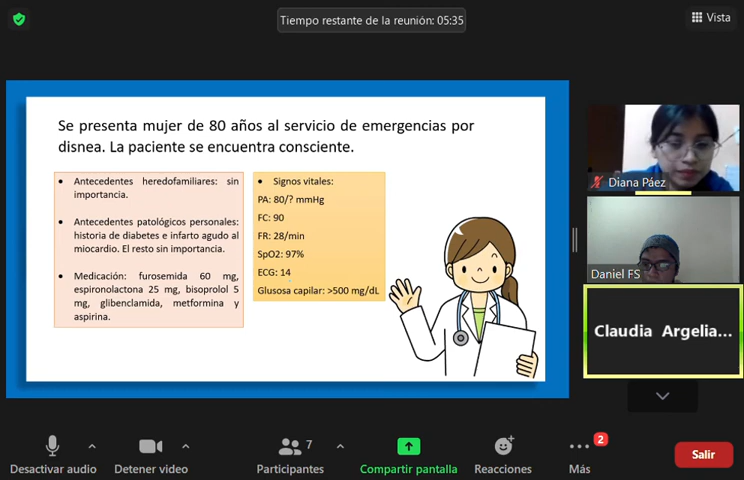 Tiempo restante de la reunión: 05:35
Vista
Se presenta mujer de 80 años al servicio de emergencias por
disnea. La paciente se encuentra consciente.
• Antecedentes heredofamiliares: sin
importancia.
• Antecedentes patológicos personales:
historia de diabetes e infarto agudo al
miocardio. El resto sin importancia.
• Medicación: furosemida 60 mg,
espironolactona 25 mg, bisoprolol 5
mg, glibenclamida, metformina y
aspirina.
• Signos vitales:
PA: 80/? mmHg
FC: 90
FR: 28/min
SpO2: 97%
ECG: 14
Glusosa capilar: >500 mg/dL
Diana Páez
Daniel FS
Claudia Argelia...
Desactivar audio
Detener video
7
Participantes
Compartir pantalla
Reacciones
2
Más
Salir